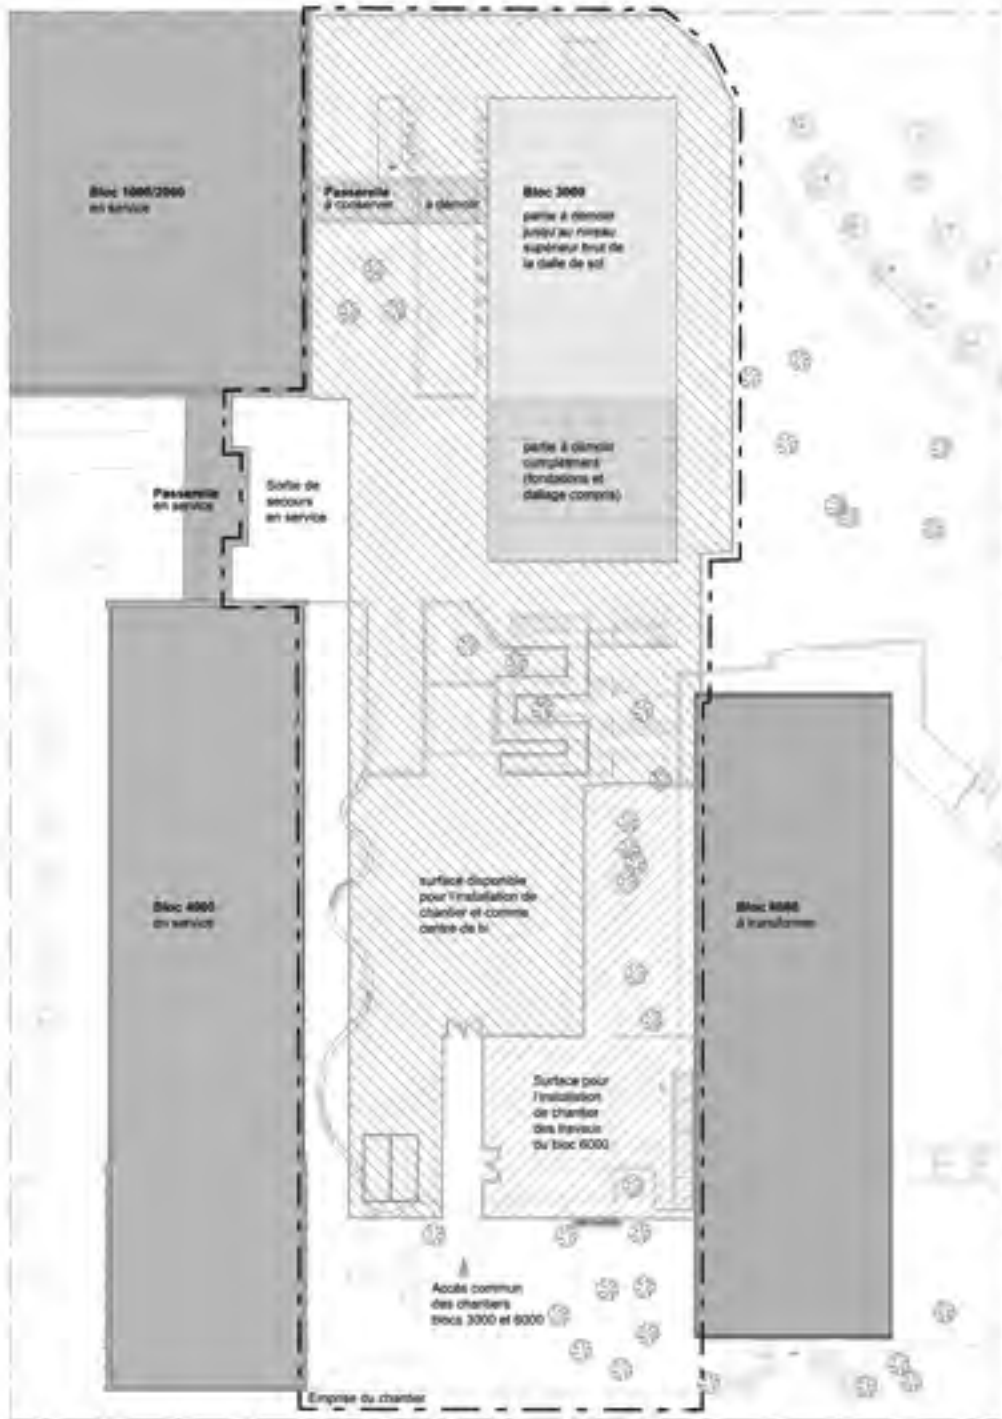 Bloc 1000/2000
en service
Passerelle
à conserver
à démolir
Bloc 3000
partie à démolir
jusqu'au niveau
supérieur brut de
la dalle de sol
partie à démolir
complètment
(fondations et
dallage compris)
Passerelle
en service
Sortie de
secours
en service
surface disponible
pour l'installation de
chantier et comme
centre de tri
Bloc 4000
en service
Bloc 6000
à transformer
Surface pour
l'installation
de chantier
des travaux
du bloc 6000
Accès commun
des chantiers
blocs 3000 et 6000
Emprise du chantier